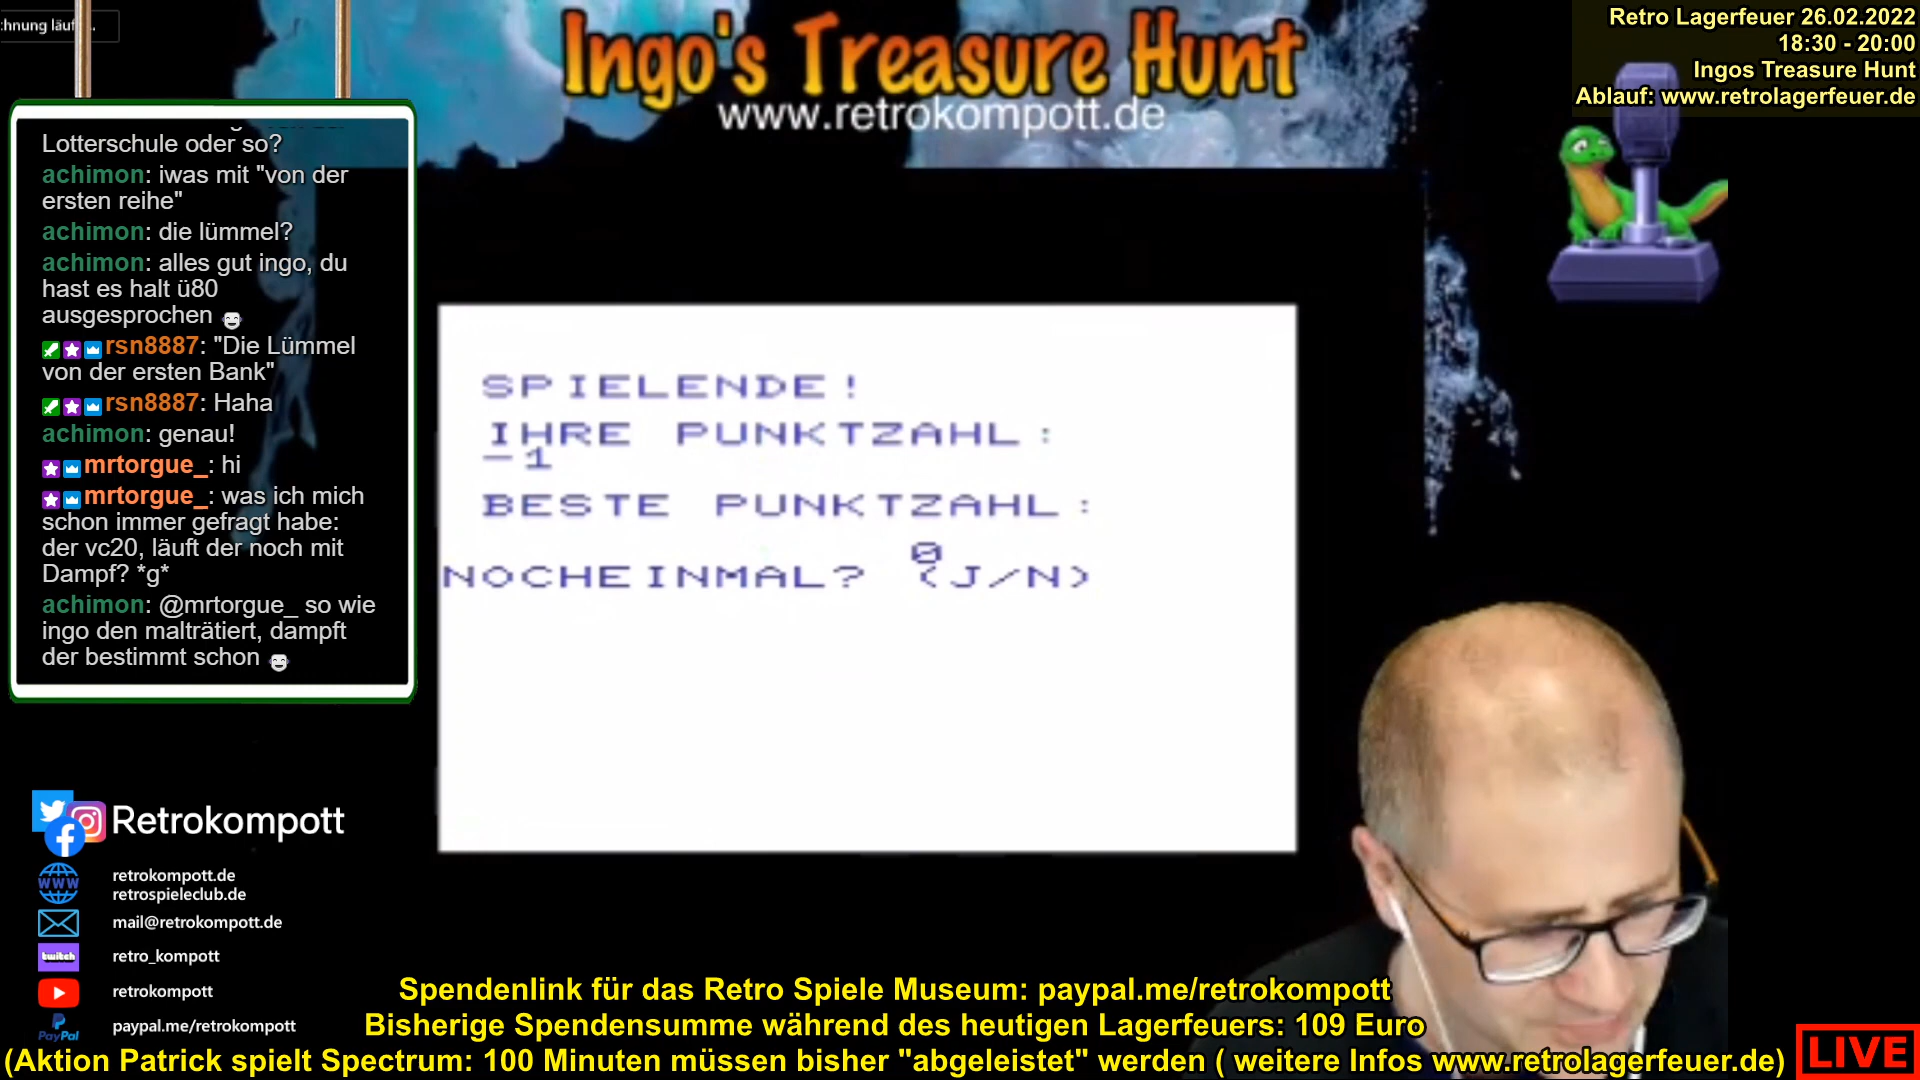 chnung läuf...
Ingo's Treasure Hunt
www.retrokompott.de
Retro Lagerfeuer 26.02.2022
18:30 - 20:00
Ingos Treasure Hunt
Ablauf: www.retrolagerfeuer.de
Lotterschule oder so?
achimon: iwas mit "von der
ersten reihe"
achimon: die lümmel?
achimon: alles gut ingo, du
hast es halt ü80
ausgesprochen
rsn8887: "Die Lümmel
von der ersten Bank"
rsn8887: Haha
achimon: genau!
mrtorgue_: hi
mrtorgue_: was ich mich
schon immer gefragt habe:
der vc20, läuft der noch mit
Dampf? *g*
achimon: @mrtorgue_ so wie
ingo den malträtiert, dampft
der bestimmt schon
SPIELENDE!
IHRE PUNKTZAHL:
-1
BESTE PUNKTZAHL:
0
NOCHEINMAL? (J/N)
Retrokompott
www
retrokompott.de
retrospieleclub.de
mail@retrokompott.de
twitch
retro_kompott
retrokompott
PayPal
paypal.me/retrokompott
Spendenlink für das Retro Spiele Museum: paypal.me/retrokompott
Bisherige Spendensumme während des heutigen Lagerfeuers: 109 Euro
(Aktion Patrick spielt Spectrum: 100 Minuten müssen bisher "abgeleistet" werden ( weitere Infos www.retrolagerfeuer.de)
LIVE